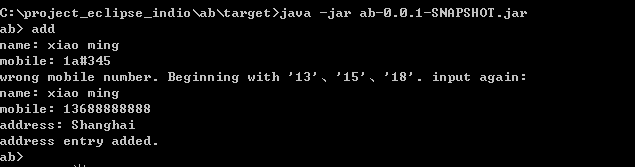 C:\project_eclipse_indio\ab\target>java -jar ab-0.0.1-SNAPSHOT.jar
ab> add
name: xiao ming
mobile: 1a#345
wrong mobile number. Beginning with '13'、'15'、'18'. input again:
name: xiao ming
mobile: 13688888888
address: Shanghai
address entry added.
ab>